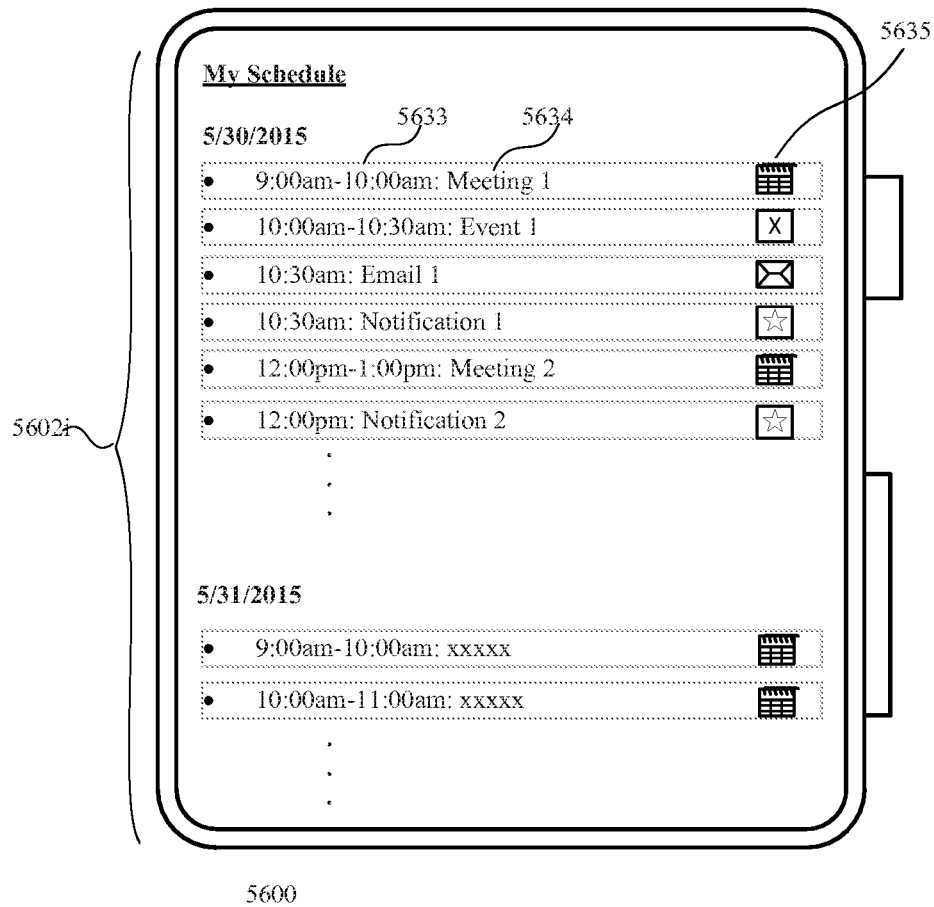 5635
My Schedule
5633
5634
5/30/2015
• 9:00am-10:00am: Meeting 1
• 10:00am-10:30am: Event 1
X
• 10:30am: Email 1
• 10:30am: Notification 1
• 12:00pm-1:00pm: Meeting 2
• 12:00pm: Notification 2
5602i
5/31/2015
• 9:00am-10:00am: xxxxx
• 10:00am-11:00am: xxxxx
5600